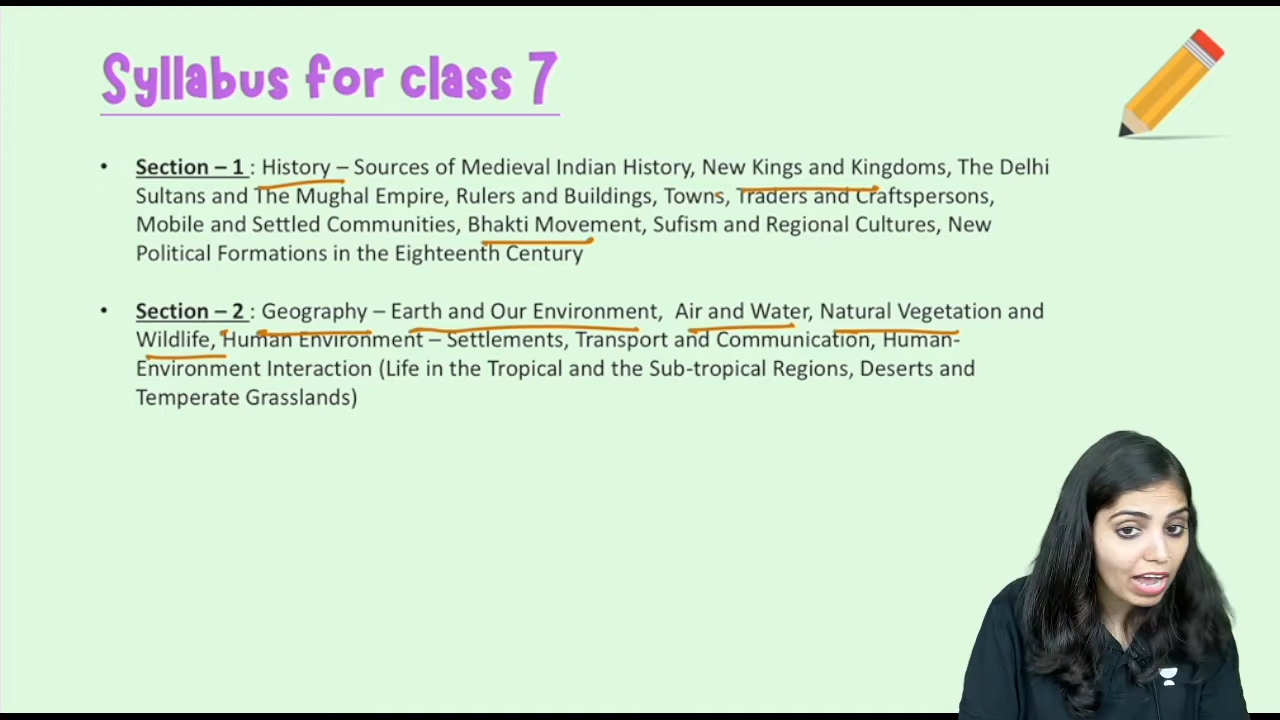 Syllabus for class 7
• Section – 1 : History – Sources of Medieval Indian History, New Kings and Kingdoms, The Delhi
Sultans and The Mughal Empire, Rulers and Buildings, Towns, Traders and Craftspersons,
Mobile and Settled Communities, Bhakti Movement, Sufism and Regional Cultures, New
Political Formations in the Eighteenth Century
• Section – 2 : Geography – Earth and Our Environment, Air and Water, Natural Vegetation and
Wildlife, Human Environment – Settlements, Transport and Communication, Human-
Environment Interaction (Life in the Tropical and the Sub-tropical Regions, Deserts and
Temperate Grasslands)